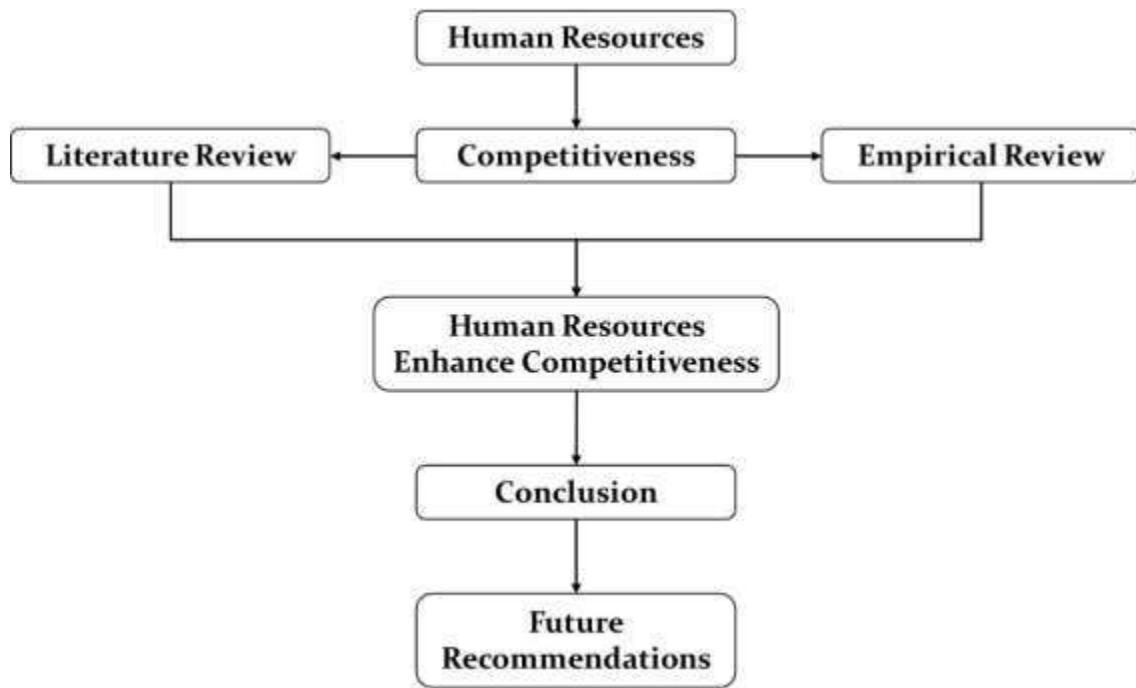 Human Resources
Literature Review
Competitiveness
Empirical Review
Human Resources
Enhance Competitiveness
Conclusion
Future
Recommendations